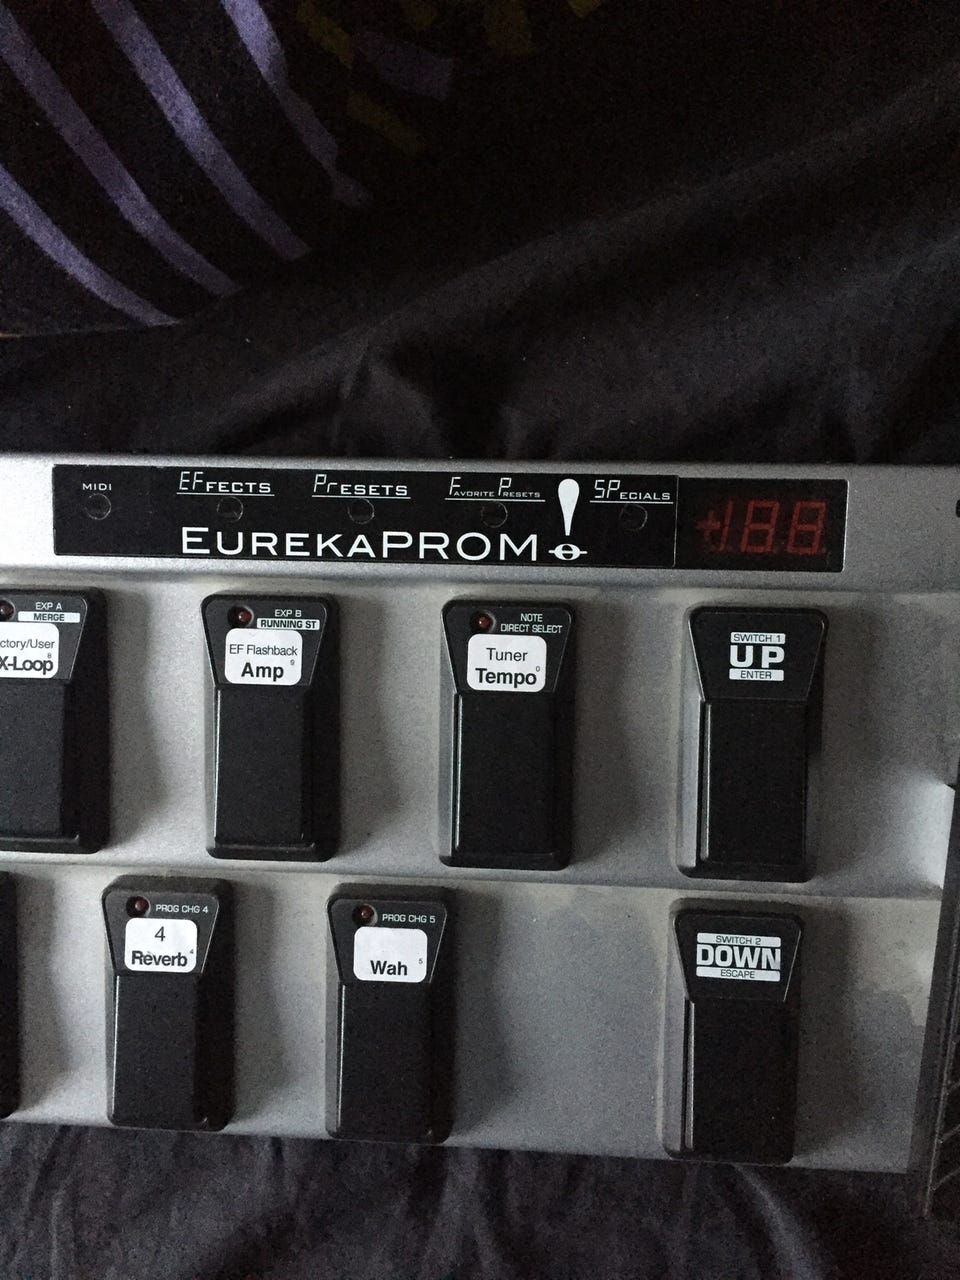 MIDI
EFFECTS
PrESETS
FAVORITE PRESETS
SPECIALS
EUREKAPROM
+188
EXP A
MERGE
ctory/User
X-Loop
8
EXP B
RUNNING ST
EF Flashback
Amp
9
NOTE
DIRECT SELECT
Tuner
Tempo
0
SWITCH 1
UP
ENTER
PROG CHG 4
4
Reverb
4
PROG CHG 5
Wah
5
SWITCH 2
DOWN
ESCAPE